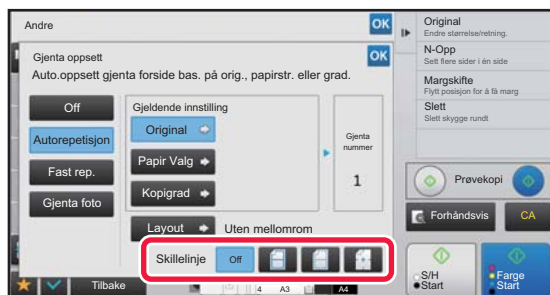 Andre
OK
Gjenta oppsett
OK
Auto.oppsett gjenta forside bas. på orig., papirstr. eller grad.
Off
Autorepetisjon
Fast rep.
Gjenta foto
Gjeldende innstilling
Original
Papir Valg
Kopigrad
Gjenta
nummer
1
Layout
Uten mellomrom
Skillelinje
Off
Tilbake
4
A3
A4
Original
Endre størrelse/retning.
N-Opp
Sett flere sider i én side
Margskifte
Flytt posisjon for å få marg
Slett
Slett skygge rundt
Prøvekopi
Forhåndsvis
CA
S/H
Start
Farge
Start